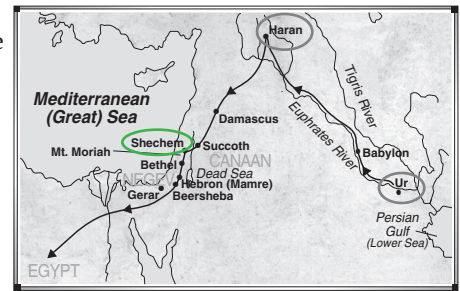 e
Haran
Mediterranean
(Great) Sea
Tigris River
Damascus
Euphrates River
Shechem
Succoth
Mt. Moriah
CANAAN
Babylon
Bethel
Dead Sea
NEGEV
Hebron (Mamre)
Ur
Gerar
Beersheba
Persian
Gulf
(Lower Sea)
EGYPT